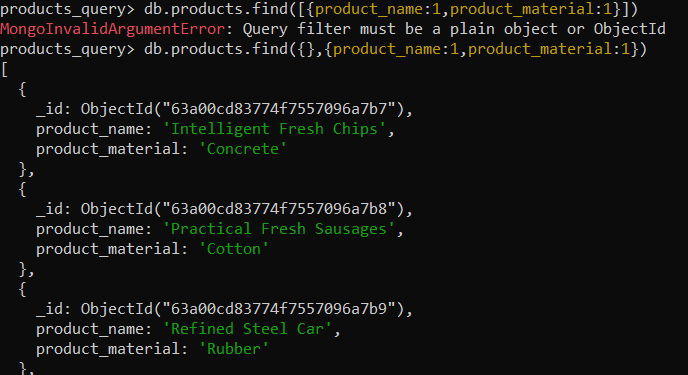 products_query> db.products.find([{product_name:1,product_material:1}])
MongoInvalidArgumentError: Query filter must be a plain object or ObjectId
products_query> db.products.find({},{product_name:1,product_material:1})
[
  {
    _id: ObjectId("63a00cd83774f7557096a7b7"),
    product_name: 'Intelligent Fresh Chips',
    product_material: 'Concrete'
  },
  {
    _id: ObjectId("63a00cd83774f7557096a7b8"),
    product_name: 'Practical Fresh Sausages',
    product_material: 'Cotton'
  },
  {
    _id: ObjectId("63a00cd83774f7557096a7b9"),
    product_name: 'Refined Steel Car',
    product_material: 'Rubber'
  },